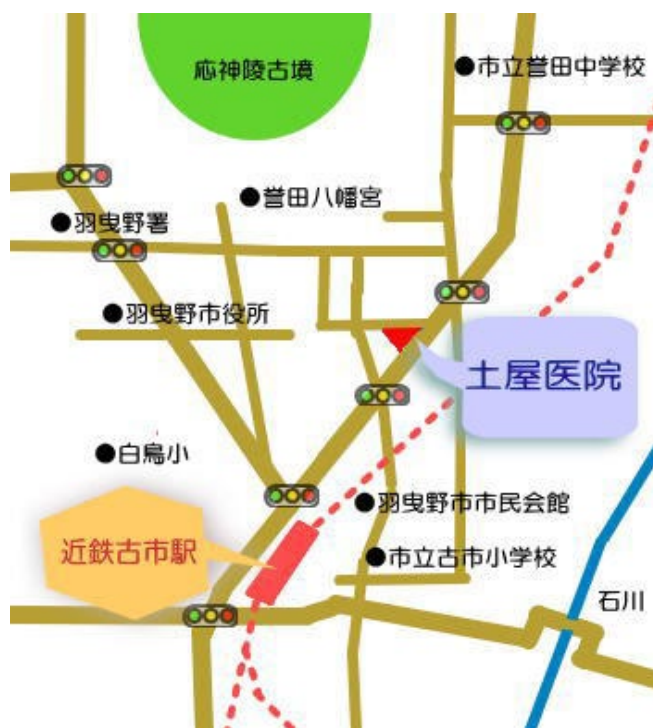 応神陵古墳
●市立誉田中学校
●誉田八幡宮
●羽曳野署
●羽曳野市役所
土屋医院
●白鳥小
●羽曳野市市民会館
近鉄古市駅
●市立古市小学校
石川